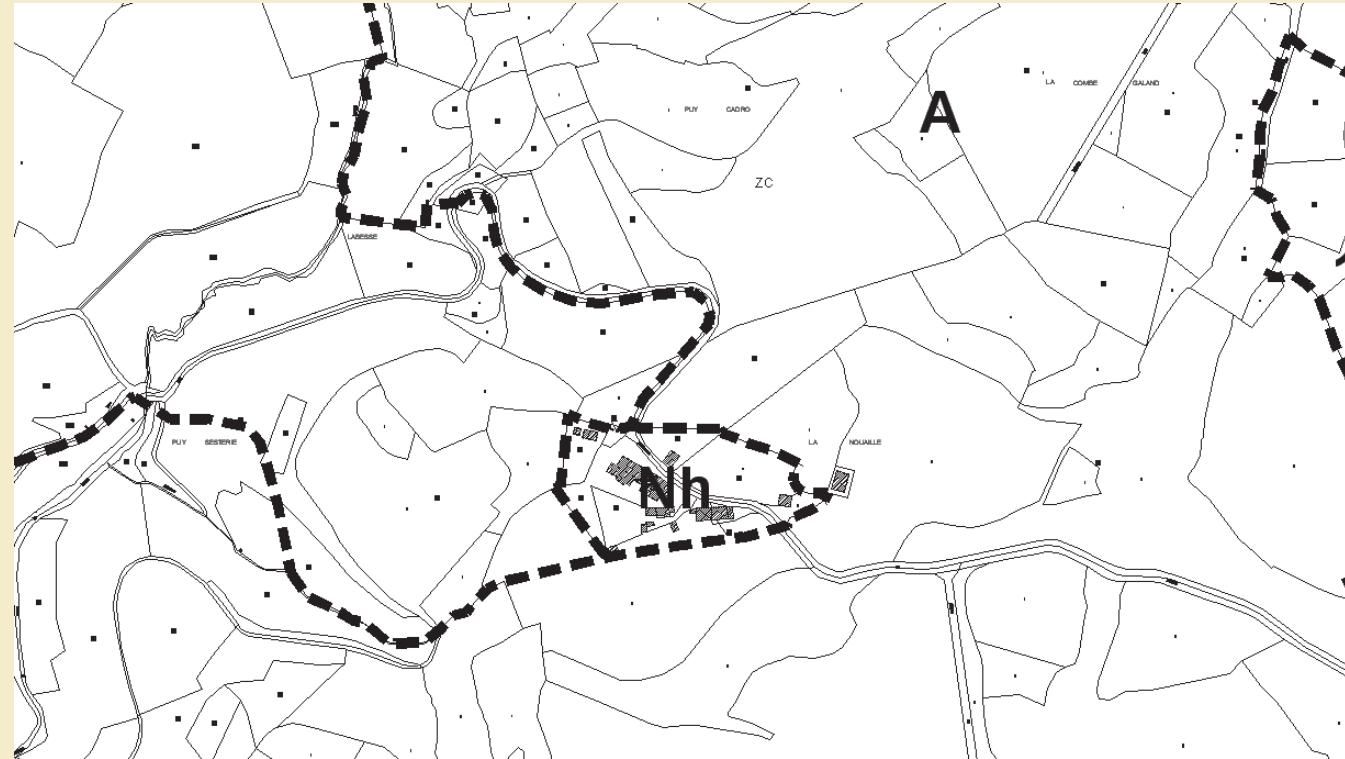 LA COMBE GALAND
PUY CADRO
A
ZC
LABESSE
PUY SESTERIE
LA NOUAILLE
Nh